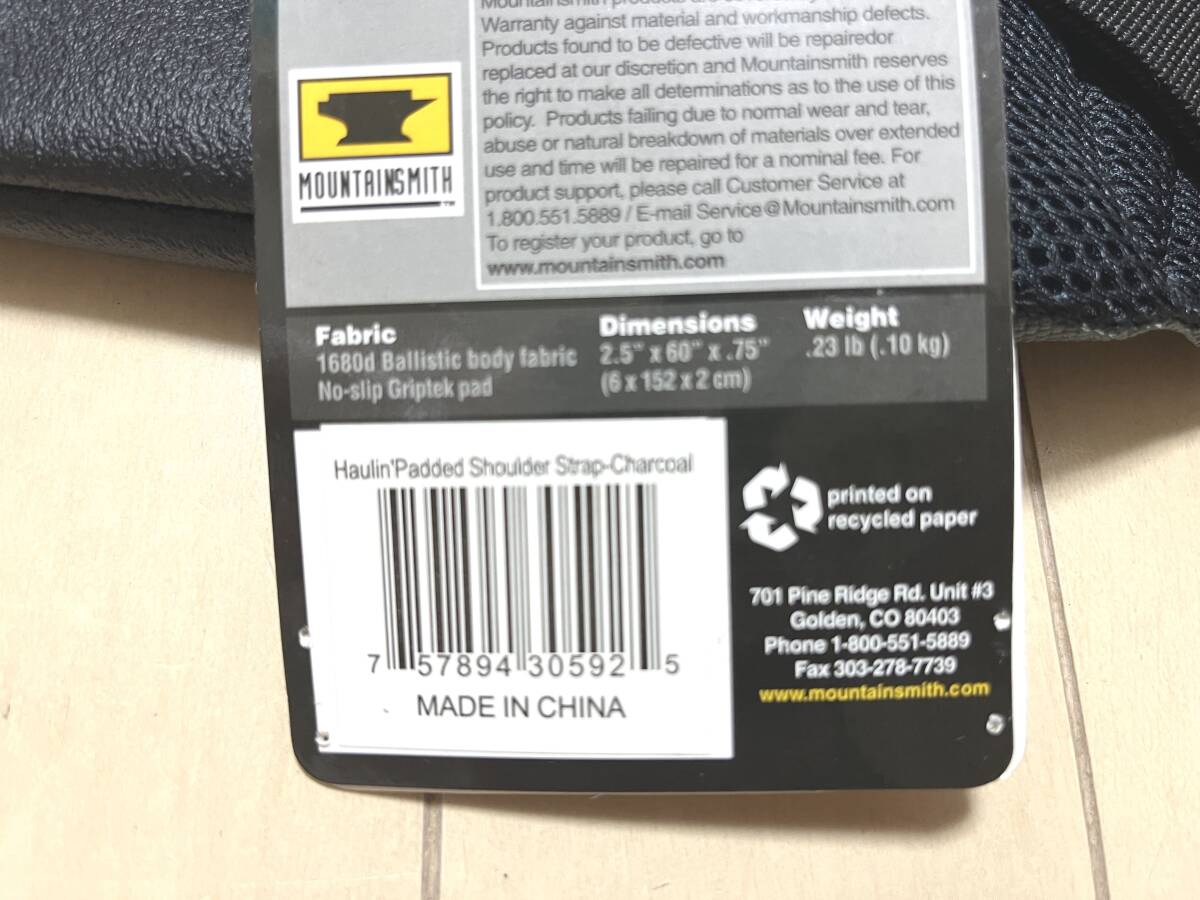 Mountainsmith products are
Warranty against material and workmanship defects.
Products found to be defective will be repairedor
replaced at our discretion and Mountainsmith reserves
the right to make all determinations as to the use of this
policy. Products failing due to normal wear and tear,
abuse or natural breakdown of materials over extended
use and time will be repaired for a nominal fee. For
product support, please call Customer Service at
1.800.551.5889 / E-mail Service@Mountainsmith.com
To register your product, go to
www.mountainsmith.com
MOUNTAINSMITH
TM
Fabric
1680d Ballistic body fabric
No-slip Griptek pad
Dimensions
2.5" x 60" x .75"
(6 x 152 x 2 cm)
Weight
.23 lb (.10 kg)
Haulin'Padded Shoulder Strap-Charcoal
7 57894 30592 5
MADE IN CHINA
printed on
recycled paper
701 Pine Ridge Rd. Unit #3
Golden, CO 80403
Phone 1-800-551-5889
Fax 303-278-7739
www.mountainsmith.com